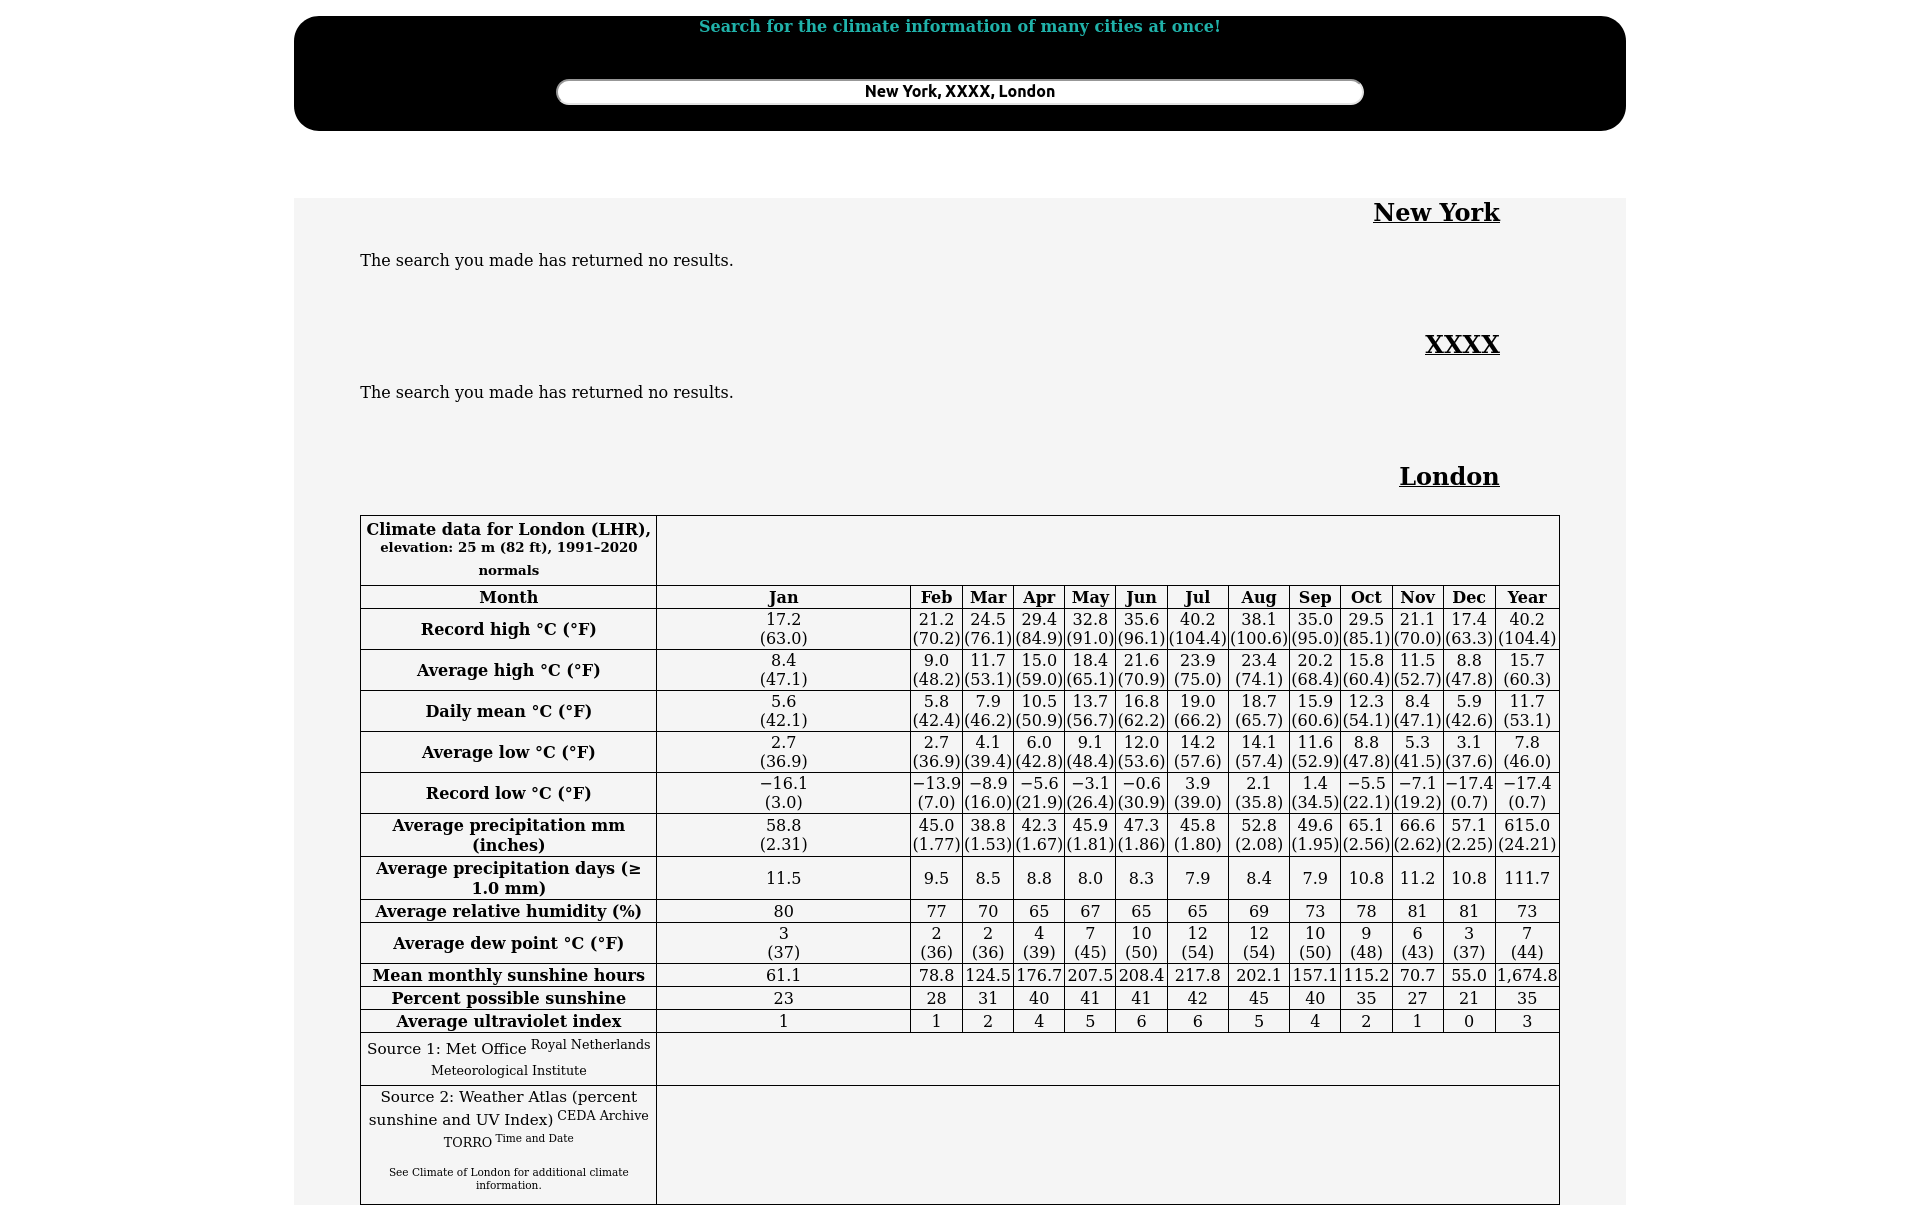 Search for the climate information of many cities at once!
New York, XXXX, London
New York
The search you made has returned no results.
XXXX
The search you made has returned no results.
London
Climate data for London (LHR),
elevation: 25 m (82 ft), 1991–2020
normals
Month Jan Feb Mar Apr May Jun Jul Aug Sep Oct Nov Dec Year
Record high °C (°F) 17.2 21.2 24.5 29.4 32.8 35.6 40.2 38.1 35.0 29.5 21.1 17.4 40.2
(63.0) (70.2) (76.1) (84.9) (91.0) (96.1) (104.4) (100.6) (95.0) (85.1) (70.0) (63.3) (104.4)
Average high °C (°F) 8.4 9.0 11.7 15.0 18.4 21.6 23.9 23.4 20.2 15.8 11.5 8.8 15.7
(47.1) (48.2) (53.1) (59.0) (65.1) (70.9) (75.0) (74.1) (68.4) (60.4) (52.7) (47.8) (60.3)
Daily mean °C (°F) 5.6 5.8 7.9 10.5 13.7 16.8 19.0 18.7 15.9 12.3 8.4 5.9 11.7
(42.1) (42.4) (46.2) (50.9) (56.7) (62.2) (66.2) (65.7) (60.6) (54.1) (47.1) (42.6) (53.1)
Average low °C (°F) 2.7 2.7 4.1 6.0 9.1 12.0 14.2 14.1 11.6 8.8 5.3 3.1 7.8
(36.9) (36.9) (39.4) (42.8) (48.4) (53.6) (57.6) (57.4) (52.9) (47.8) (41.5) (37.6) (46.0)
Record low °C (°F) −16.1 −13.9 −8.9 −5.6 −3.1 −0.6 3.9 2.1 1.4 −5.5 −7.1 −17.4 −17.4
(3.0) (7.0) (16.0) (21.9) (26.4) (30.9) (39.0) (35.8) (34.5) (22.1) (19.2) (0.7) (0.7)
Average precipitation mm 58.8 45.0 38.8 42.3 45.9 47.3 45.8 52.8 49.6 65.1 66.6 57.1 615.0
(inches) (2.31) (1.77) (1.53) (1.67) (1.81) (1.86) (1.80) (2.08) (1.95) (2.56) (2.62) (2.25) (24.21)
Average precipitation days (≥
1.0 mm) 11.5 9.5 8.5 8.8 8.0 8.3 7.9 8.4 7.9 10.8 11.2 10.8 111.7
Average relative humidity (%) 80 77 70 65 67 65 65 69 73 78 81 81 73
Average dew point °C (°F) 3 2 2 4 7 10 12 12 10 9 6 3 7
(37) (36) (36) (39) (45) (50) (54) (54) (50) (48) (43) (37) (44)
Mean monthly sunshine hours 61.1 78.8 124.5 176.7 207.5 208.4 217.8 202.1 157.1 115.2 70.7 55.0 1,674.8
Percent possible sunshine 23 28 31 40 41 41 42 45 40 35 27 21 35
Average ultraviolet index 1 1 2 4 5 6 6 5 4 2 1 0 3
Source 1: Met Office Royal Netherlands
Meteorological Institute
Source 2: Weather Atlas (percent
sunshine and UV Index) CEDA Archive
TORRO Time and Date
See Climate of London for additional climate
information.